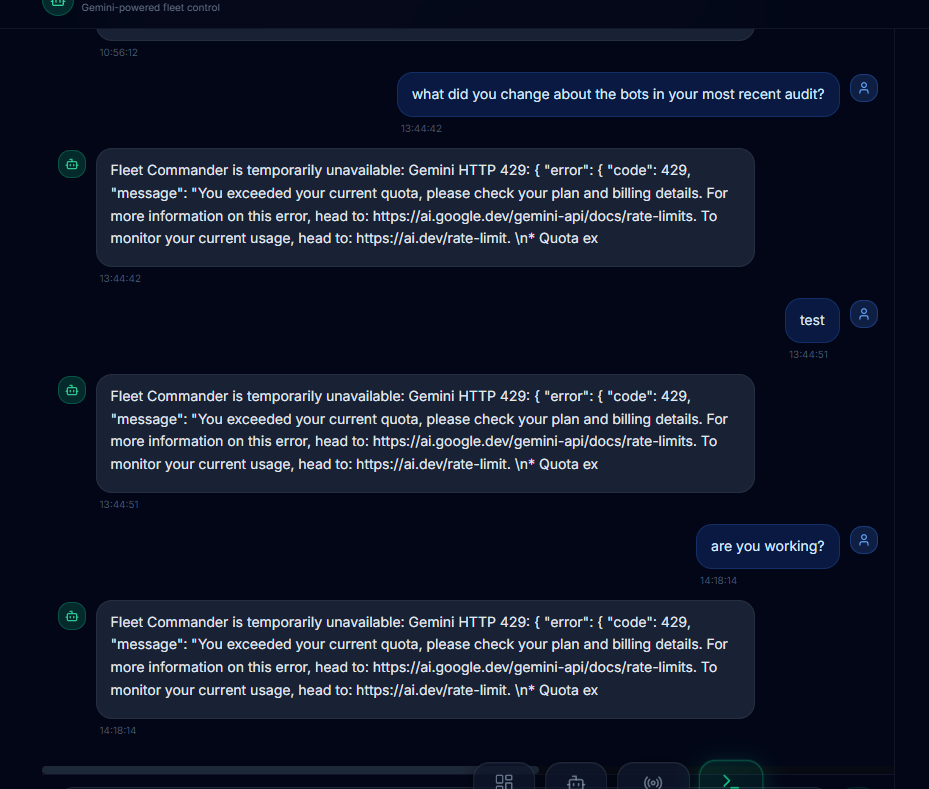 Gemini-powered fleet control
10:56:12
what did you change about the bots in your most recent audit?
13:44:42
Fleet Commander is temporarily unavailable: Gemini HTTP 429: { "error": { "code": 429,
"message": "You exceeded your current quota, please check your plan and billing details. For
more information on this error, head to: https://ai.google.dev/gemini-api/docs/rate-limits. To
monitor your current usage, head to: https://ai.dev/rate-limit. \n* Quota ex
13:44:42
test
13:44:51
Fleet Commander is temporarily unavailable: Gemini HTTP 429: { "error": { "code": 429,
"message": "You exceeded your current quota, please check your plan and billing details. For
more information on this error, head to: https://ai.google.dev/gemini-api/docs/rate-limits. To
monitor your current usage, head to: https://ai.dev/rate-limit. \n* Quota ex
13:44:51
are you working?
14:18:14
Fleet Commander is temporarily unavailable: Gemini HTTP 429: { "error": { "code": 429,
"message": "You exceeded your current quota, please check your plan and billing details. For
more information on this error, head to: https://ai.google.dev/gemini-api/docs/rate-limits. To
monitor your current usage, head to: https://ai.dev/rate-limit. \n* Quota ex
14:18:14